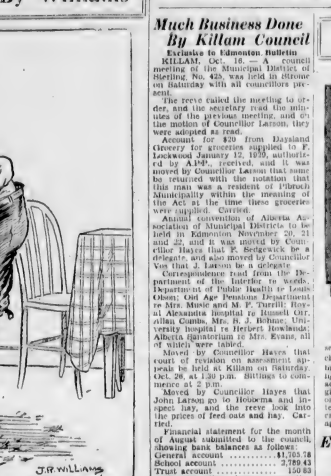 By Williams
Much Business Done
By Killam Council
Exclusive to Edmonton Bulletin
KILLAM, Oct. 16. — A council
meeting of the Municipal District of
Sterling, No. 425, was held in Strome
on Saturday with all councillors pre-
sent.
The reeve called the meeting to or-
der, and the secretary read the min-
utes of the previous meeting, and on
the motion of Councillor Larson, they
were adopted as read.
Account for $20 from Daysland
Grocery for groceries supplied to F.
Lockwood January 12, 1929, authoriz-
ed by A.P.P., received, and it was
moved by Councillor Larson that same
be returned with the notation that
this man was a resident of Flbroch
Municipality within the meaning of
the Act at the time these groceries
were supplied. Carried.
Annual convention of Alberta As-
sociation of Municipal Districts to be
held in Edmonton November 20, 21
and 22, and it was moved by Coun-
cillor Hayes that F. Sedgewick be a
delegate, and also moved by Councillor
Vos that J. Larson be a delegate.
Correspondence read from the De-
partment of the Interior re weeds,
Department of Public Health re Louis
Olson; Old Age Pensions Department
re Mrs. Music and M. F. Turrill; Roy-
al Alexandra hospital re Russell Orr,
Allan Combs, Mrs. S. J. Bohme; Uni-
versity hospital re Herbert Rowlands;
Alberta Sanatorium re Mrs. Evans, all
of which were tabled.
Moved by Councillor Hayes that
court of revision on assessment ap-
peals be held at Killam on Saturday,
Oct. 26, at 1.30 p.m. Sittings to com-
mence at 2 p.m.
Moved by Councillor Hayes that
John Larson go to Hobbema and in-
spect hay, and the reeve look into
the prices of feed oats and hay. Car-
ried.
Financial statement for the month
of August submitted to the council,
showing bank balances as follows:
General account $1,705.78
School account 3,789.43
Trust account 150.85
J.R. WILLIAMS